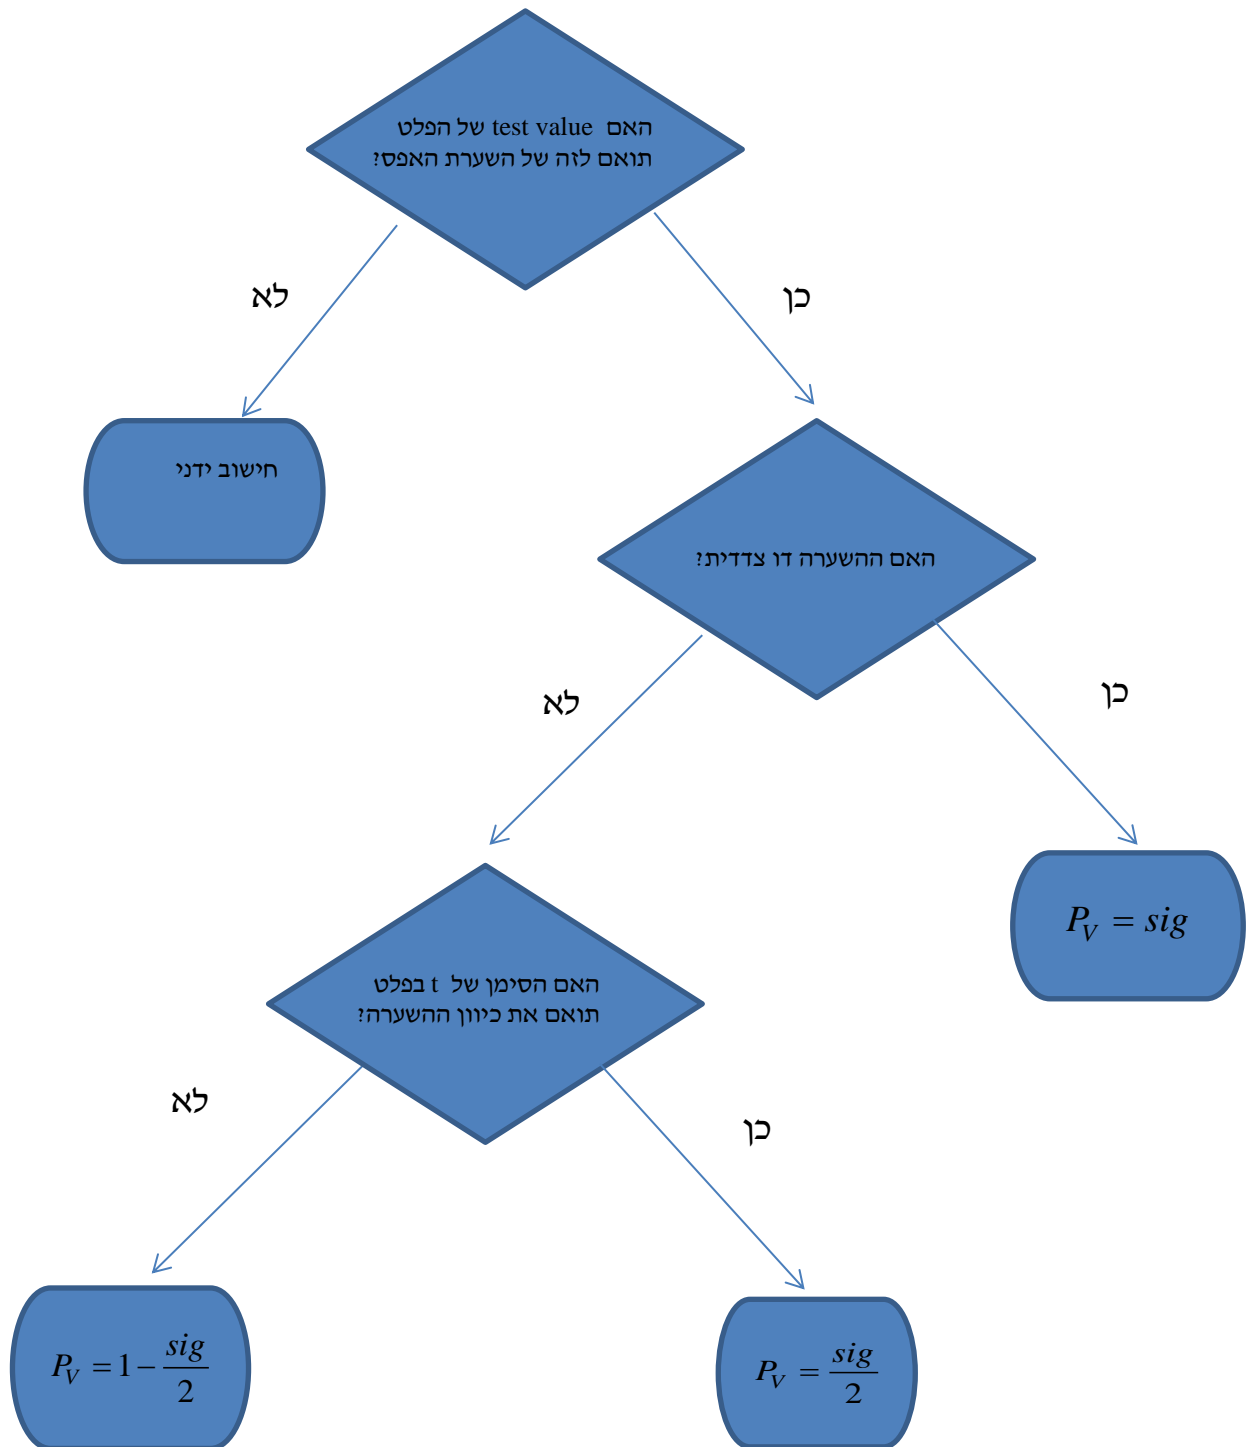 האם test value של הפלט
תואם לזה של השערת האפס?
לא
כן
חישוב ידני
האם ההשערה דו צדדית?
לא
כן
P_V = sig
האם הסימן של t בפלט
תואם את כיוון ההשערה?
לא
כן
P_V = 1 - sig/2
P_V = sig/2